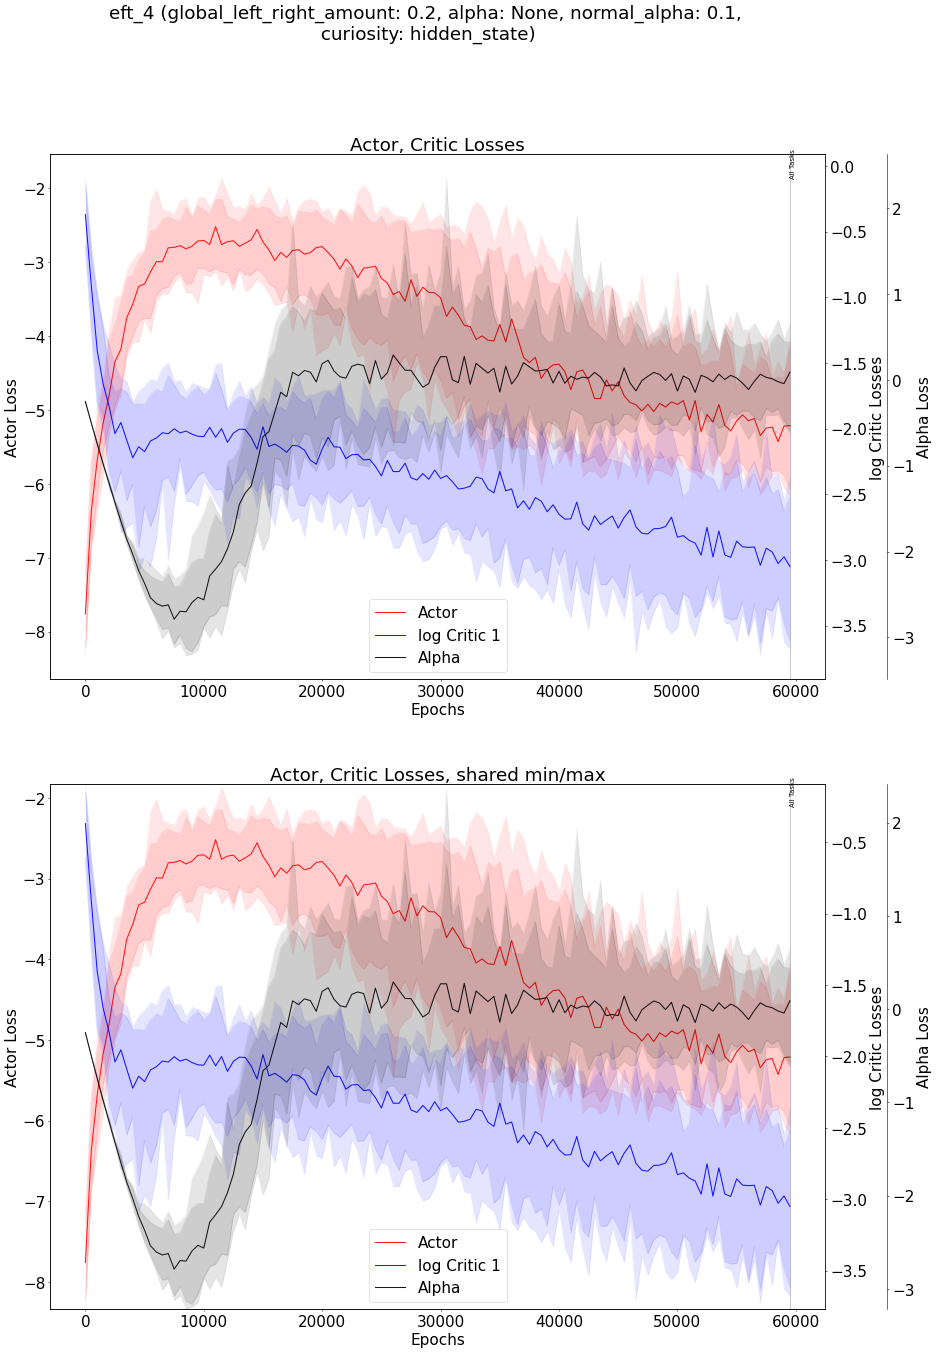 eft_4 (global_left_right_amount: 0.2, alpha: None, normal_alpha: 0.1,
curiosity: hidden_state)
Actor, Critic Losses
All Tasks
−2
−3
−4
−5
−6
−7
−8
Actor Loss
0.0
−0.5
−1.0
−1.5
−2.0
−2.5
−3.0
−3.5
log Critic Losses
2
1
0
−1
−2
−3
Alpha Loss
Actor
log Critic 1
Alpha
0 10000 20000 30000 40000 50000 60000
Epochs
Actor, Critic Losses, shared min/max
All Tasks
−2
−3
−4
−5
−6
−7
−8
Actor Loss
−0.5
−1.0
−1.5
−2.0
−2.5
−3.0
−3.5
log Critic Losses
2
1
0
−1
−2
−3
Alpha Loss
Actor
log Critic 1
Alpha
0 10000 20000 30000 40000 50000 60000
Epochs